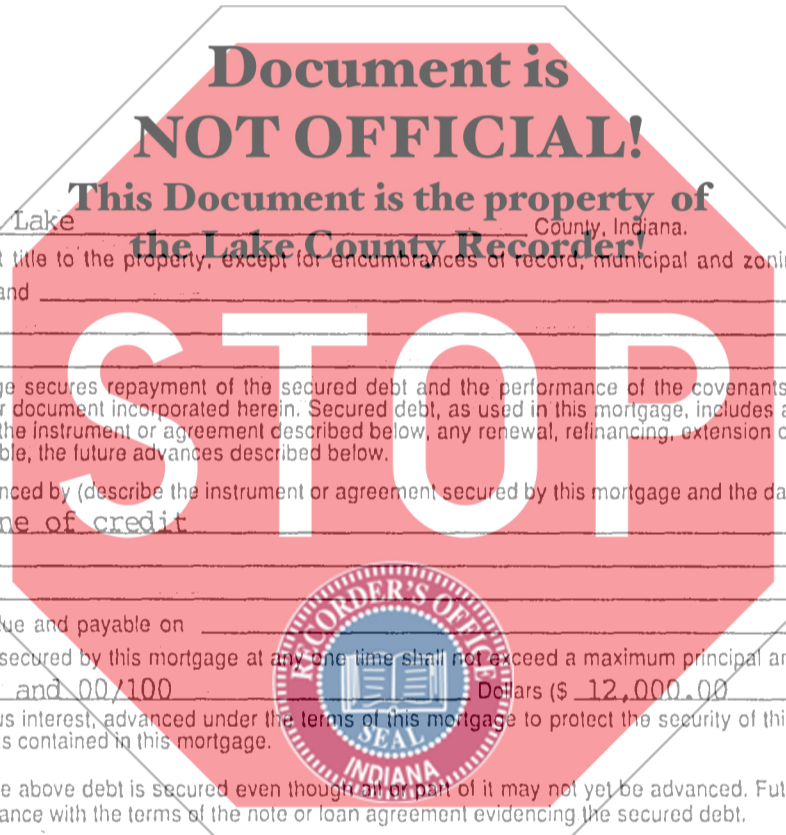 Document is
NOT OFFICIAL!
This Document is the property of
the Lake County Recorder!
Lake County, Indiana.
title to the property, except for encumbrances of record, municipal and
and
STOP
secures repayment of the secured debt and the performance of the covenants
document incorporated herein. Secured debt, as used in this mortgage, includes
the instrument or agreement described below, any renewal, refinancing, extension
ble, the future advances described below.
nced by (describe the instrument or agreement secured by this mortgage and the da
ne of credit
ue and payable on
secured by this mortgage at any one time shall not exceed a maximum principal
and 00/100 Dollars ($ 12,000.00
us interest, advanced under the terms of this mortgage to protect the security of thi
s contained in this mortgage.
e above debt is secured even though all or part of it may not yet be advanced. Fut
ance with the terms of the note or loan agreement evidencing the secured debt.
RECORDER'S OFFICE
SEAL
INDIANA